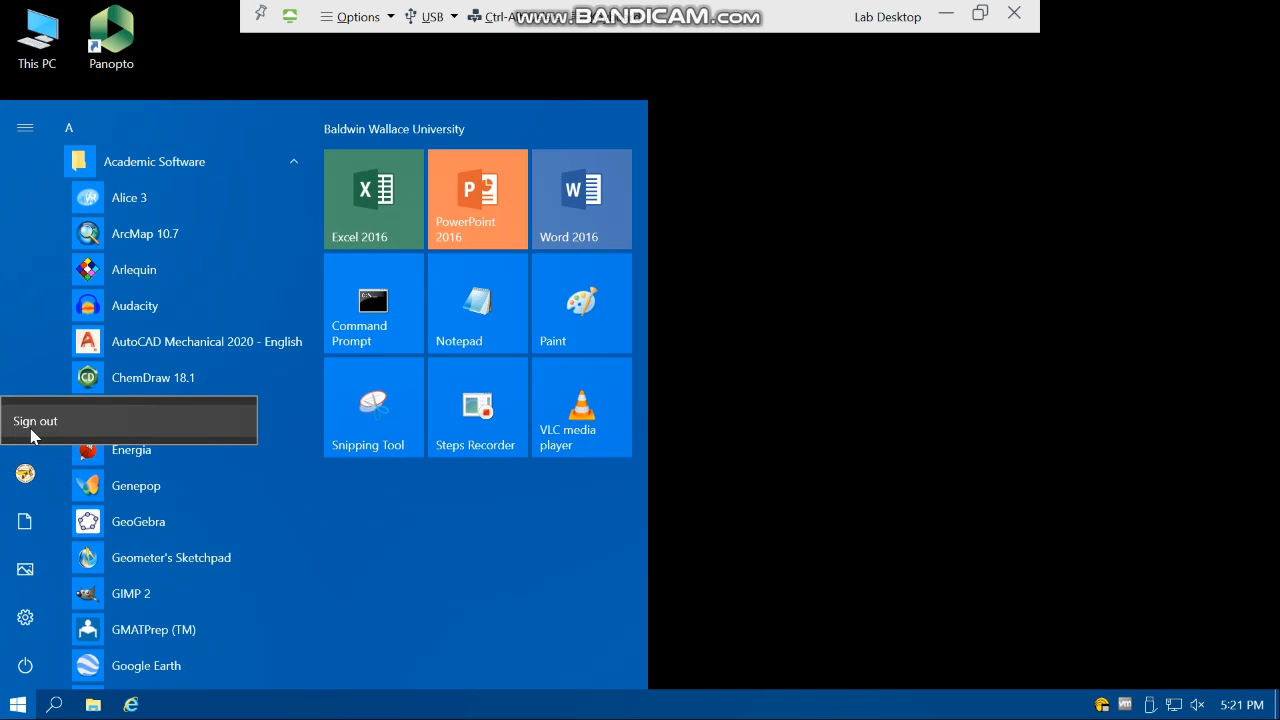 Options
USB
Ctrl-A
www.BANDICAM.com
Lab Desktop
This PC
Panopto
A
Academic Software
Alice 3
ArcMap 10.7
Arlequin
Audacity
AutoCAD Mechanical 2020 - English
ChemDraw 18.1
Sign out
Energia
Genepop
GeoGebra
Geometer's Sketchpad
GIMP 2
GMATPrep (TM)
Google Earth
Baldwin Wallace University
Excel 2016
PowerPoint
2016
Word 2016
Command
Prompt
Notepad
Paint
Snipping Tool
Steps Recorder
VLC media
player
5:21 PM